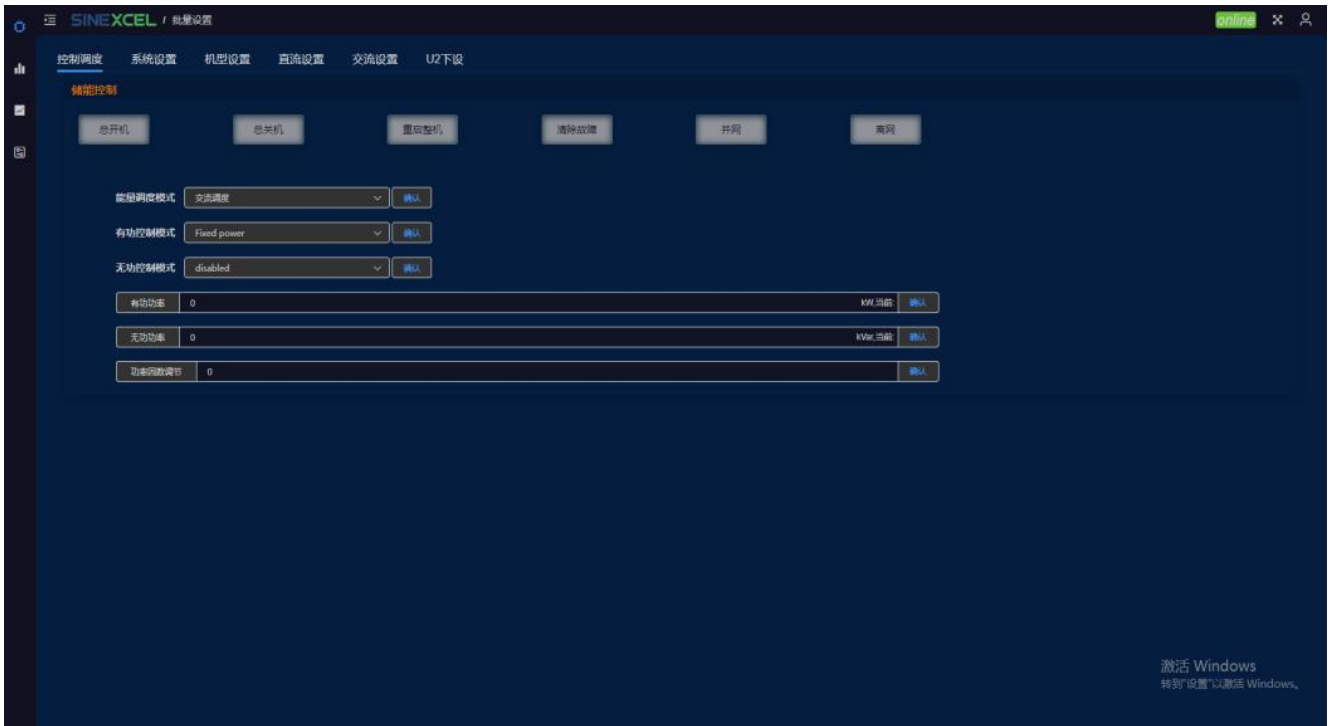 SINEXCEL / 批量设置 online
控制调度 系统设置 机型设置 直流设置 交流设置 U2下设
储能控制
总开机 总关机 重启整机 清除故障 并网 离网
能量调度模式 交流调度 确认
有功控制模式 Fixed power 确认
无功控制模式 disabled 确认
有功功率 0 kW,当前: 确认
无功功率 0 kVar,当前: 确认
功率因数调节 0 确认
激活 Windows
转到"设置"以激活 Windows。